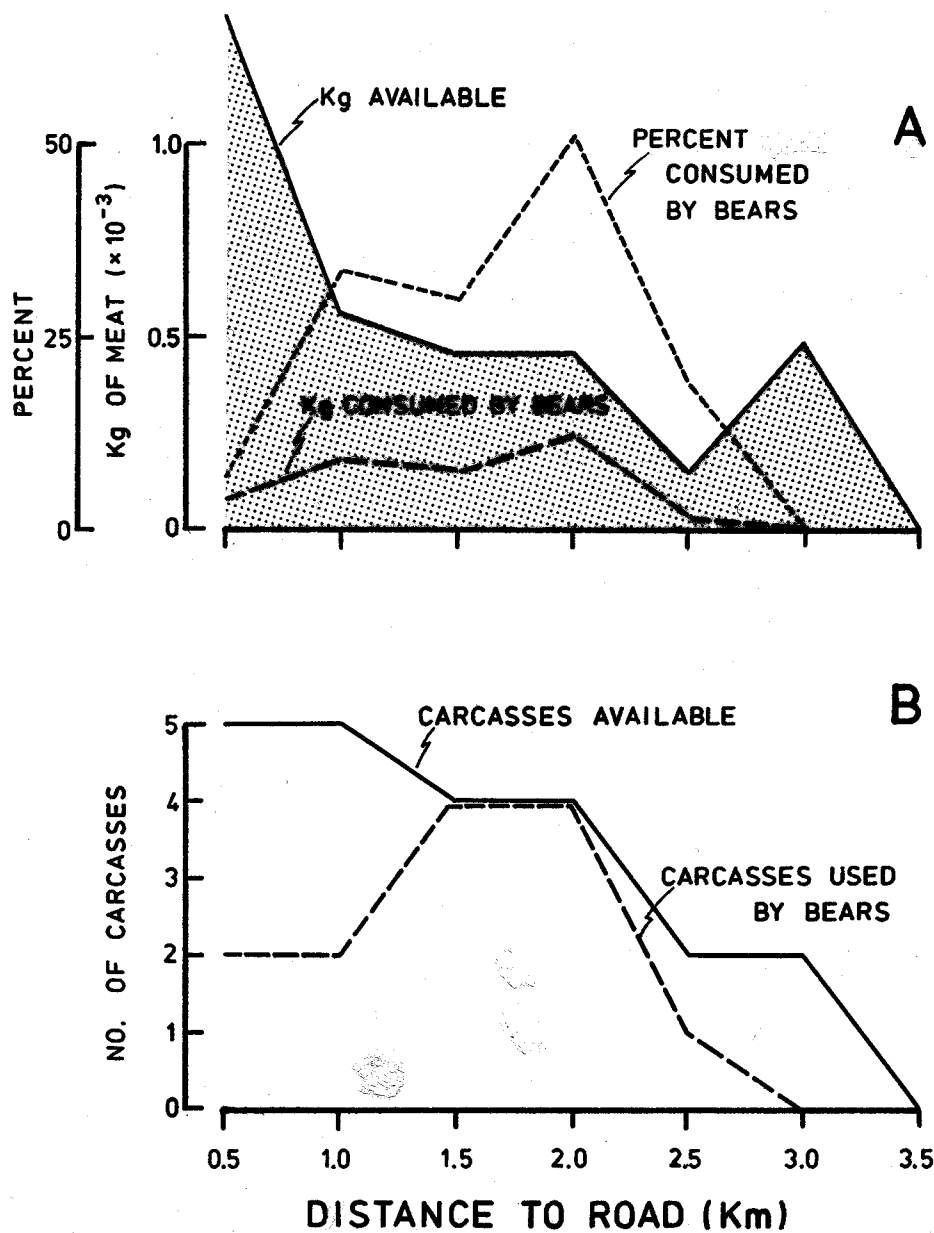 A
Kg AVAILABLE
PERCENT
CONSUMED
BY BEARS
Kg CONSUMED BY BEARS
PERCENT
50
25
0
Kg OF MEAT (×10⁻³)
1.0
0.5
0
B
CARCASSES AVAILABLE
CARCASSES USED
BY BEARS
NO. OF CARCASSES
5
4
3
2
1
0
0.5 1.0 1.5 2.0 2.5 3.0 3.5
DISTANCE TO ROAD (Km)